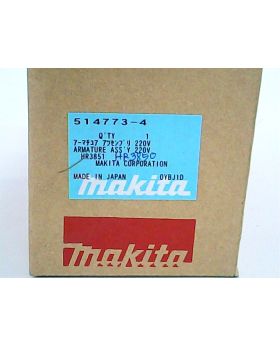 514773-4
Q'TY 1
アーマチュア アッセンブリ 220V
ARMATURE ASS'Y 220V
HR3851 HR3850
MAKITA CORPORATION
MADE IN JAPAN OYBJ1D
makita
makita